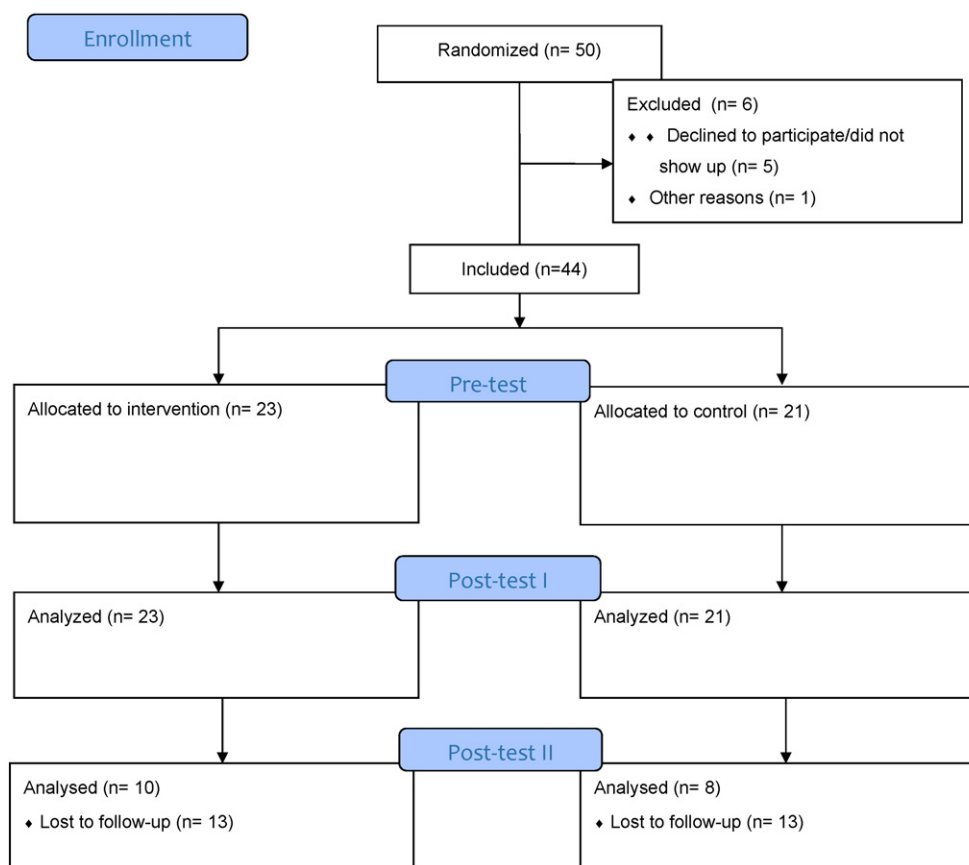 Enrollment
Randomized (n= 50)
Excluded (n= 6)
♦ ♦ Declined to participate/did not
show up (n= 5)
♦ Other reasons (n= 1)
Included (n=44)
Pre-test
Allocated to intervention (n= 23)
Allocated to control (n= 21)
Post-test I
Analyzed (n= 23)
Analyzed (n= 21)
Post-test II
Analysed (n= 10)
♦ Lost to follow-up (n= 13)
Analysed (n= 8)
♦ Lost to follow-up (n= 13)